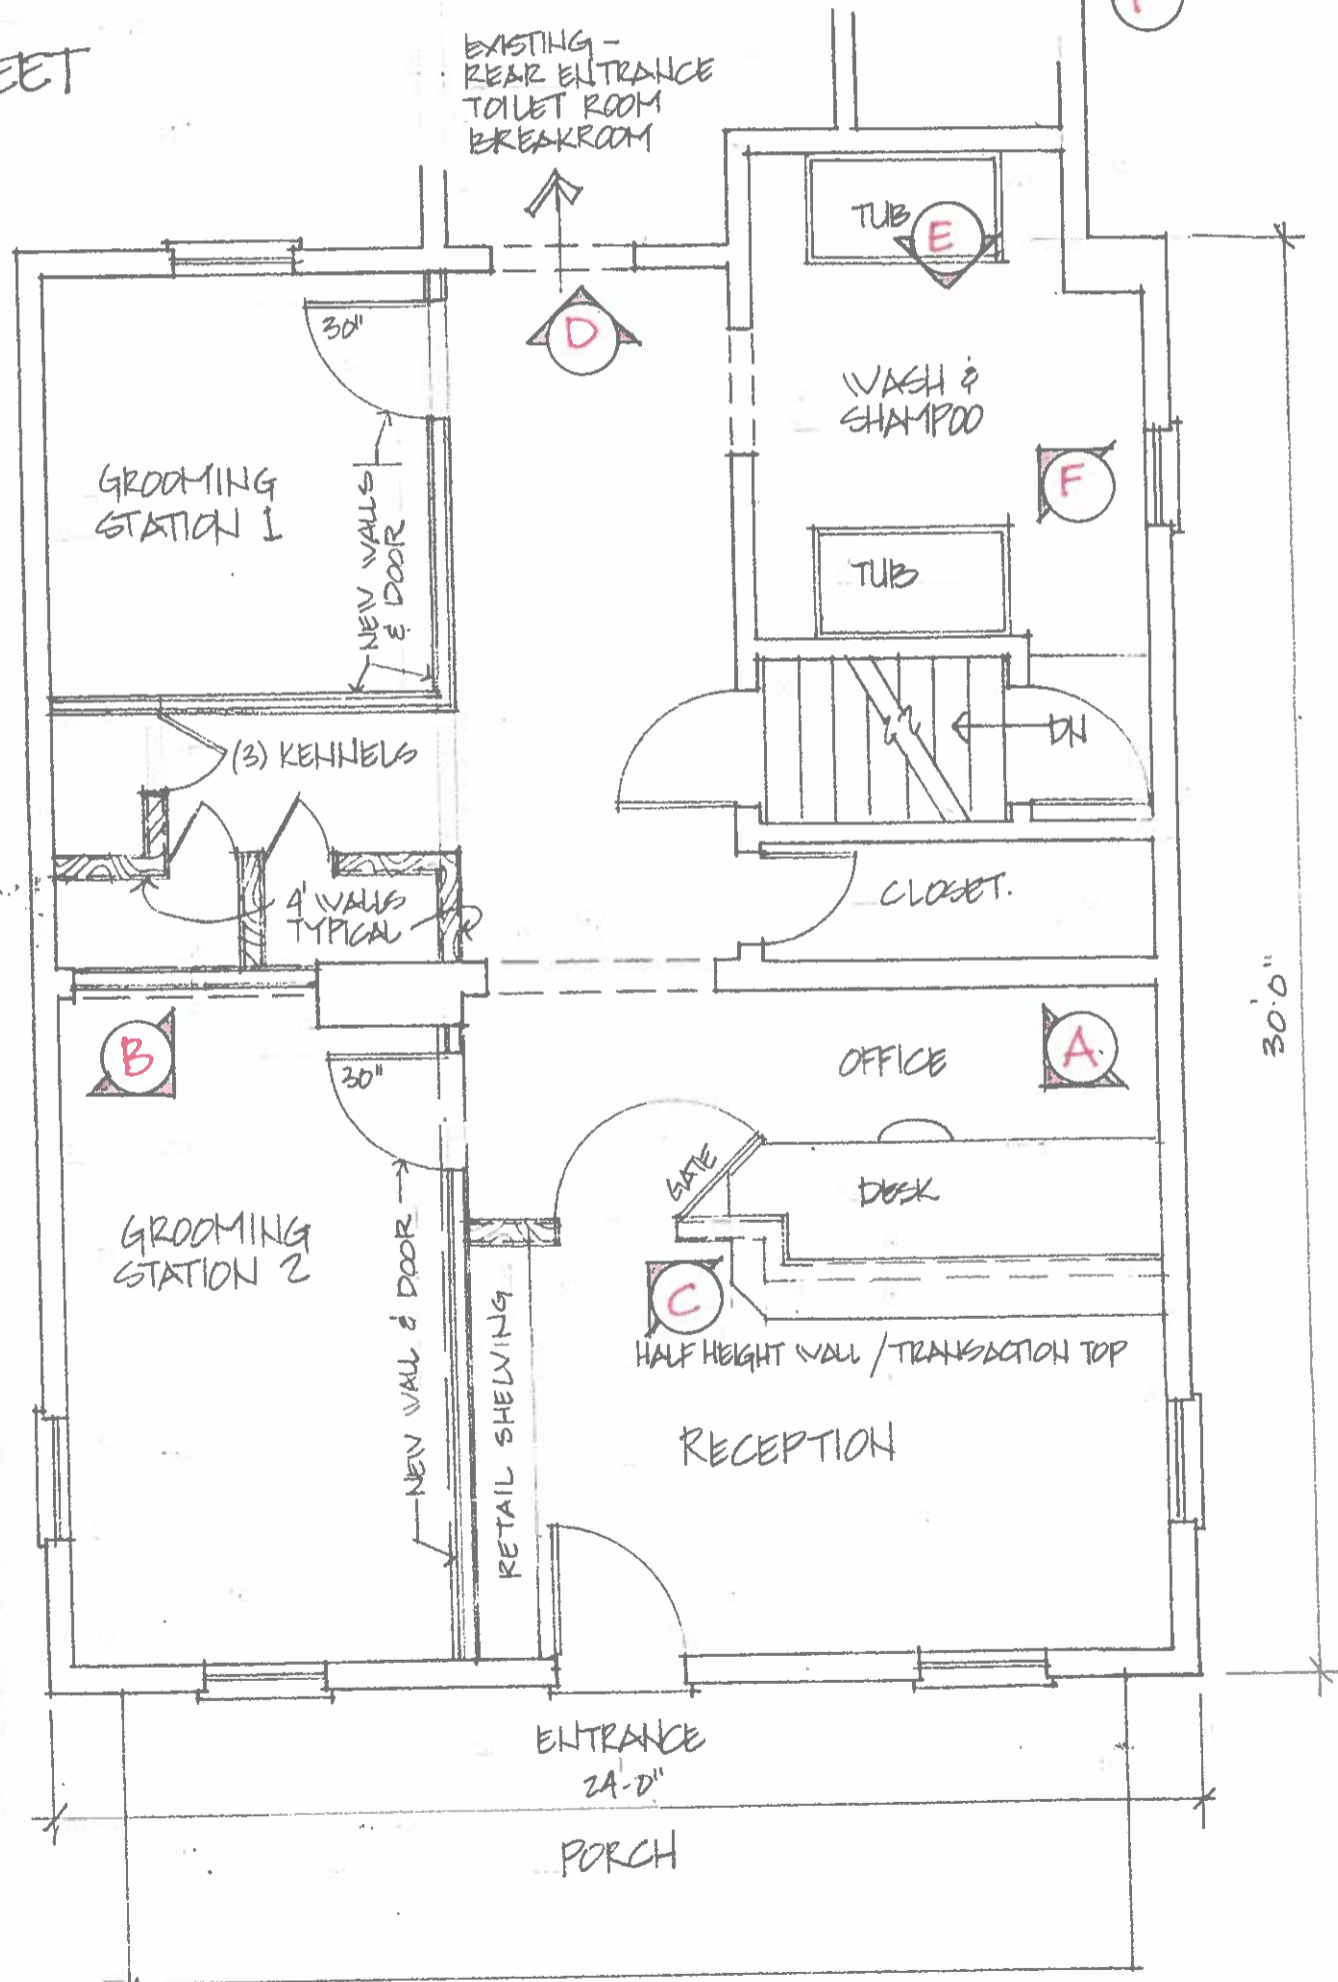 EET
EXISTING -
REAR ENTRANCE
TOILET ROOM
BREAKROOM
TUB
E
30"
D
WASH &
SHAMPOO
GROOMING
STATION 1
NEW WALLS
& DOOR
F
TUB
(3) KENNELS
DN
4' WALLS
TYPICAL
CLOSET.
30'-0"
B
30"
OFFICE
A
GATE
DESK
GROOMING
STATION 2
NEW WALL & DOOR
C
HALF HEIGHT WALL / TRANSACTION TOP
RETAIL SHELVING
RECEPTION
ENTRANCE
24'-0"
PORCH